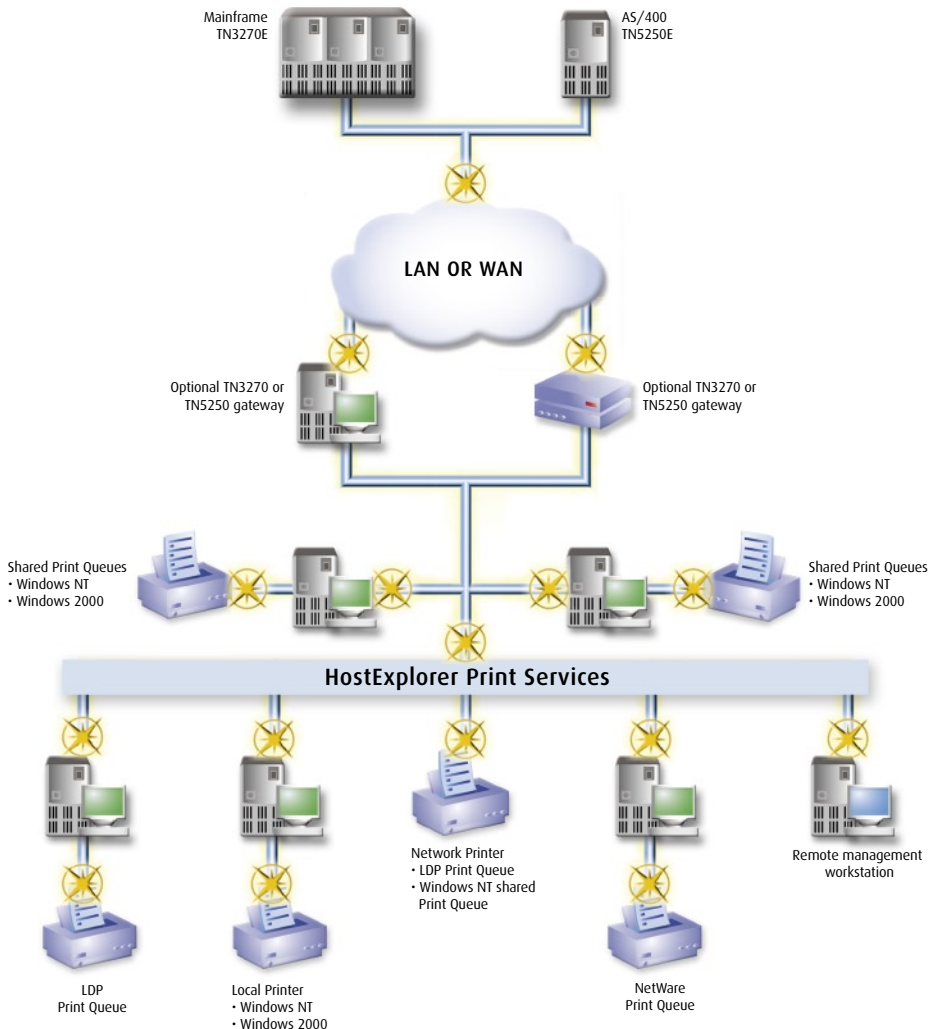 Mainframe
TN3270E
AS/400
TN5250E
LAN OR WAN
Optional TN3270 or
TN5250 gateway
Optional TN3270 or
TN5250 gateway
Shared Print Queues
• Windows NT
• Windows 2000
Shared Print Queues
• Windows NT
• Windows 2000
HostExplorer Print Services
Network Printer
• LDP Print Queue
• Windows NT shared
Print Queue
Remote management
workstation
LDP
Print Queue
Local Printer
• Windows NT
• Windows 2000
NetWare
Print Queue